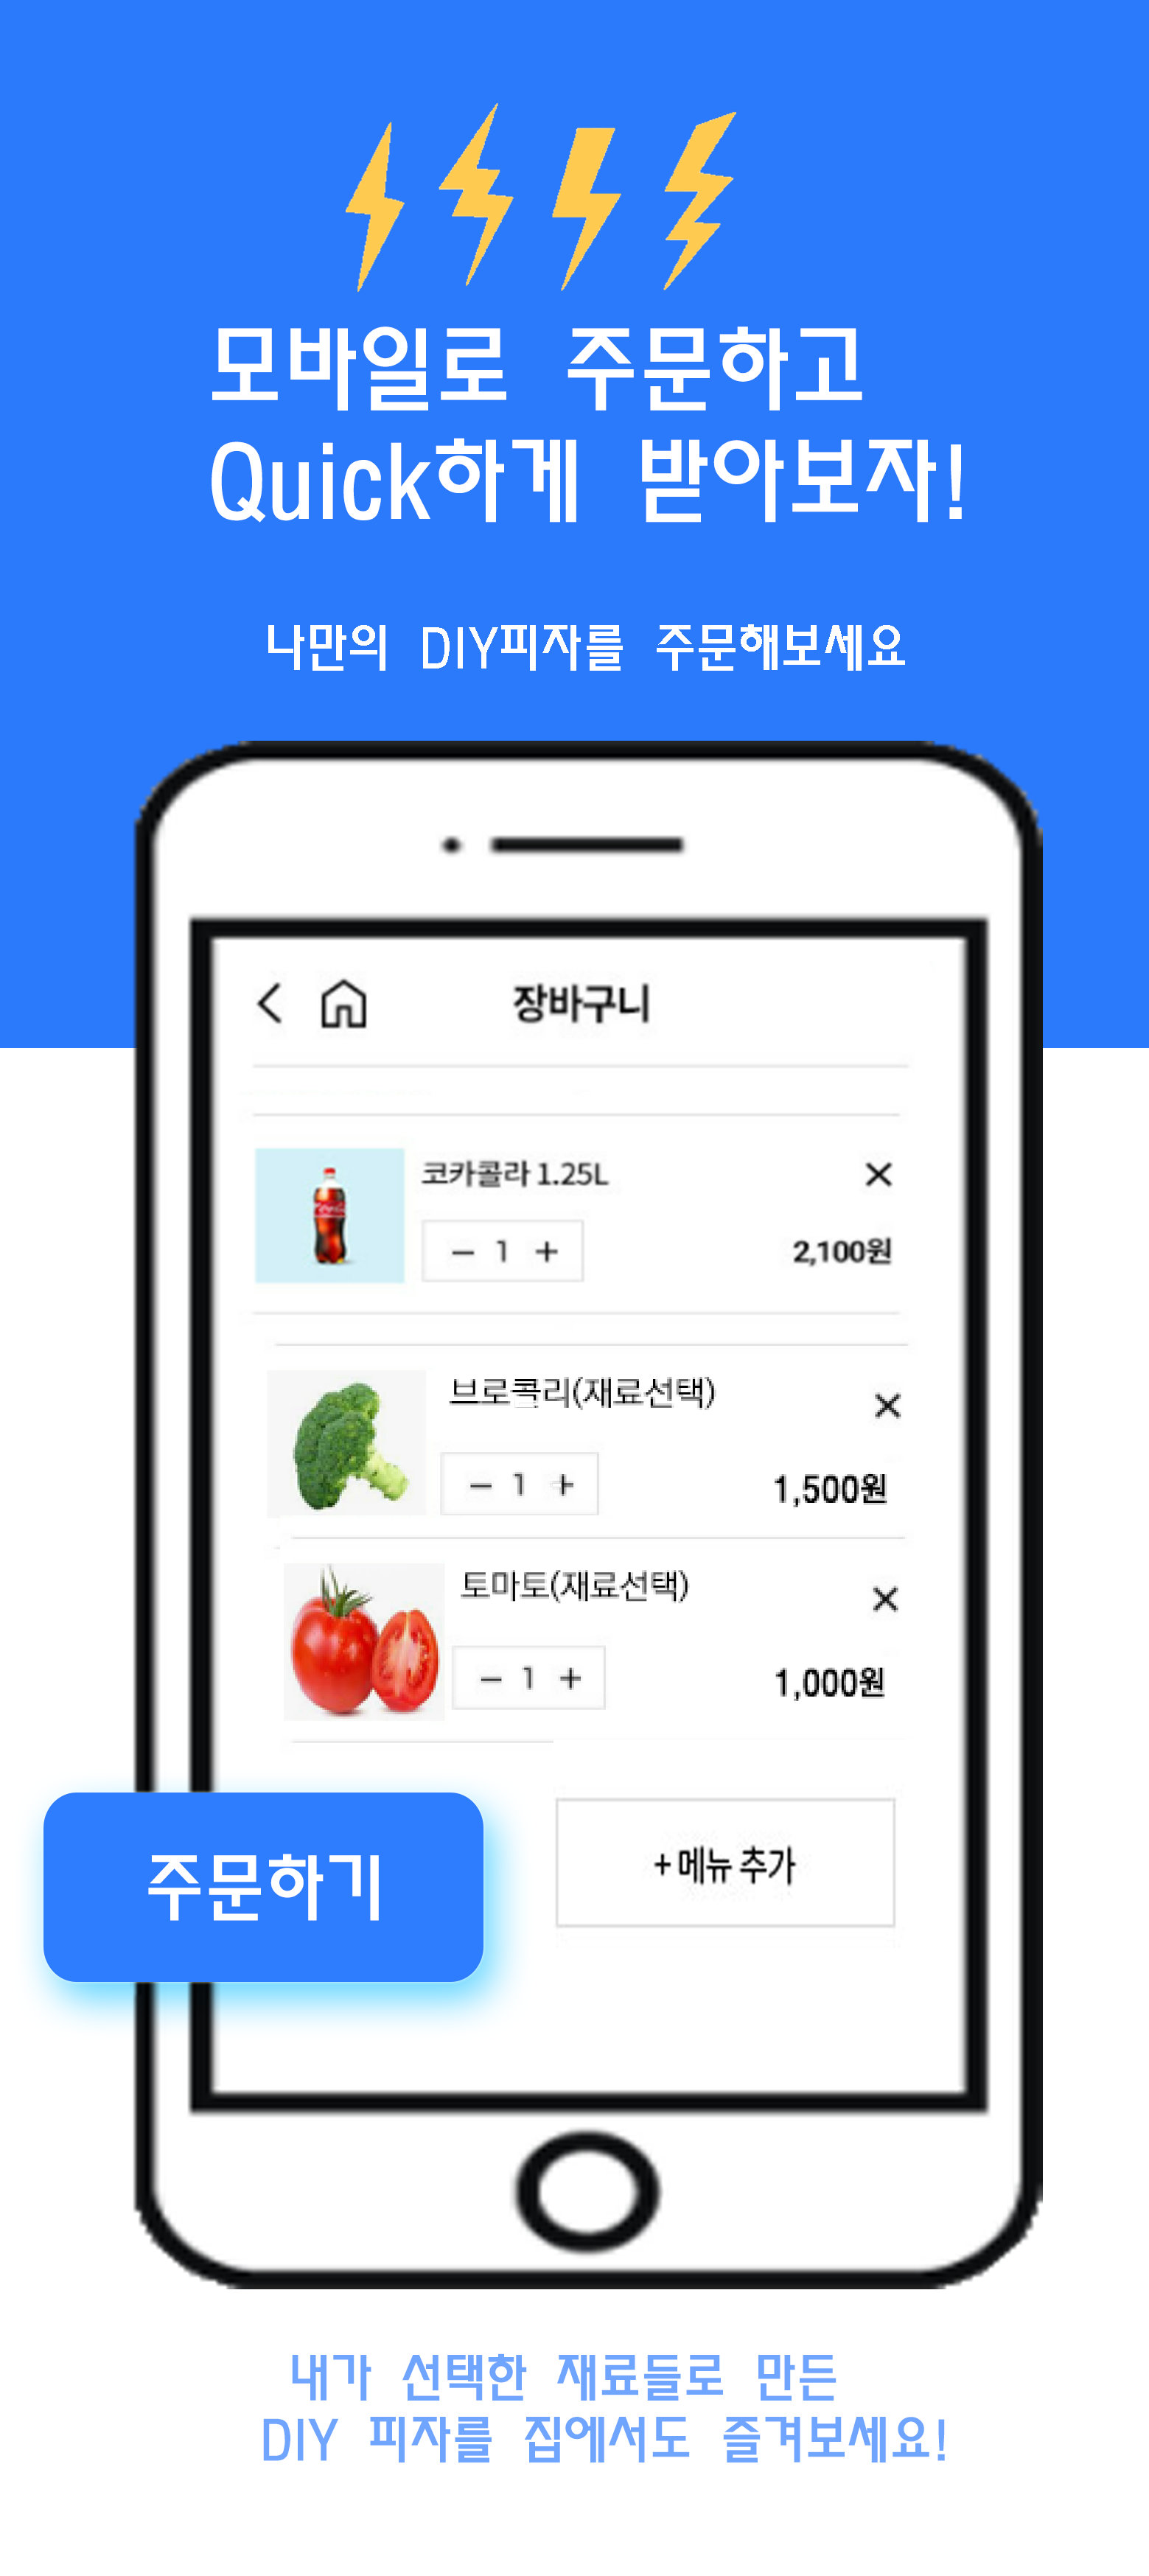 모바일로 주문하고
Quick하게 받아보자!
나만의 DIY피자를 주문해보세요
장바구니
코카콜라 1.25L
1
2,100원
브로콜리(재료선택)
1
1,500원
토마토(재료선택)
1
1,000원
주문하기
+ 메뉴 추가
내가 선택한 재료들로 만든
DIY 피자를 집에서도 즐겨보세요!